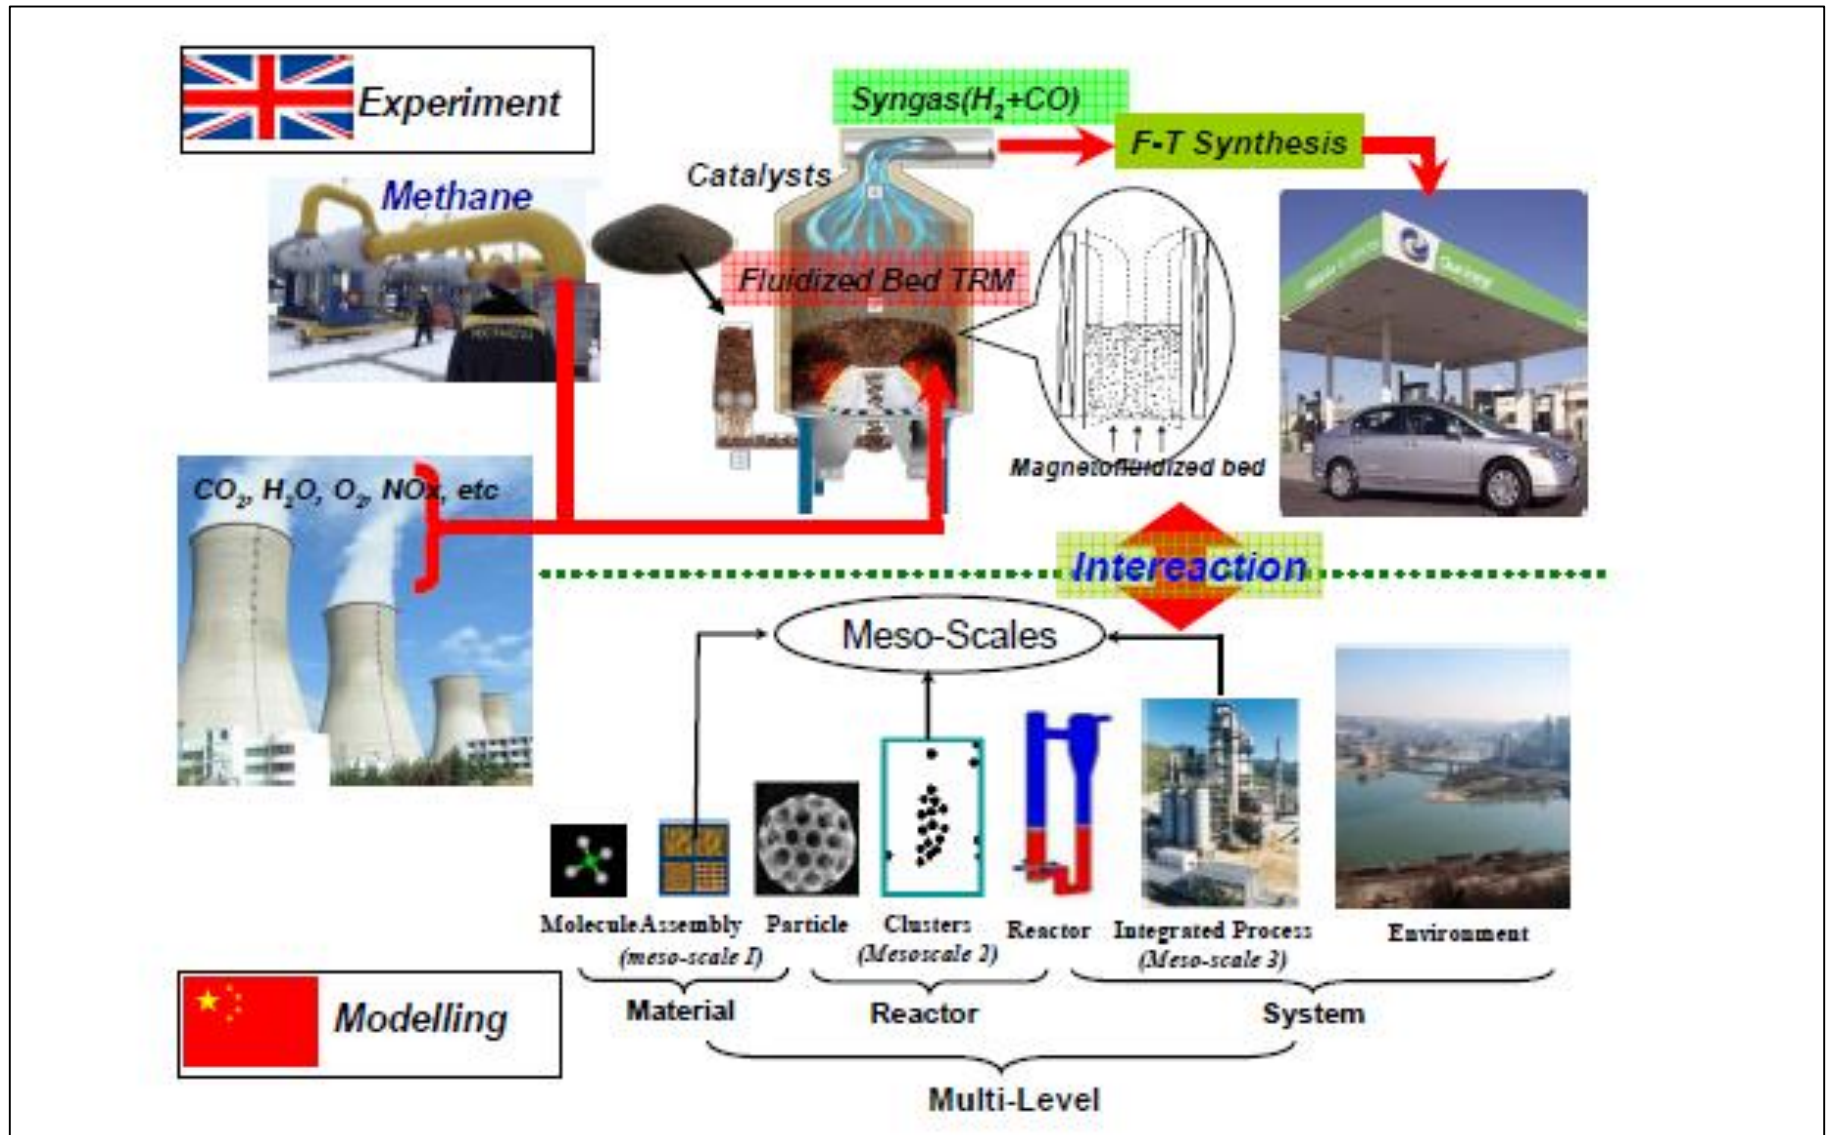 Experiment
Syngas(H₂+CO)
F-T Synthesis
Catalysts
Methane
Fluidized Bed TRM
Magnetofluidized bed
CO₂, H₂O, O₂, NOx, etc
Intereaction
Meso-Scales
Molecule
Assembly
(meso-scale I)
Particle
Clusters
(Mesoscale 2)
Reactor
Integrated Process
(Meso-scale 3)
Environment
Material
Reactor
System
Modelling
Multi-Level